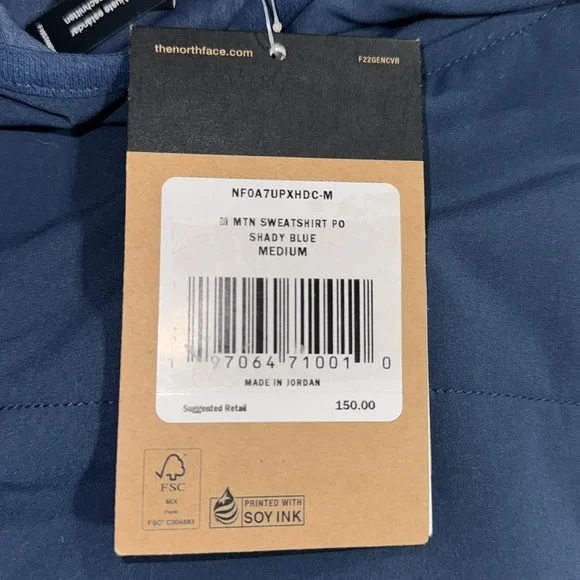 thenorthface.com
F22GENCVR
NF0A7UPXHDC-M
M MTN SWEATSHIRT PO
SHADY BLUE
MEDIUM
1 97064 71001 0
MADE IN JORDAN
Suggested Retail 150.00
FSC
MIX
Paper
FSC® C004883
PRINTED WITH
SOY INK